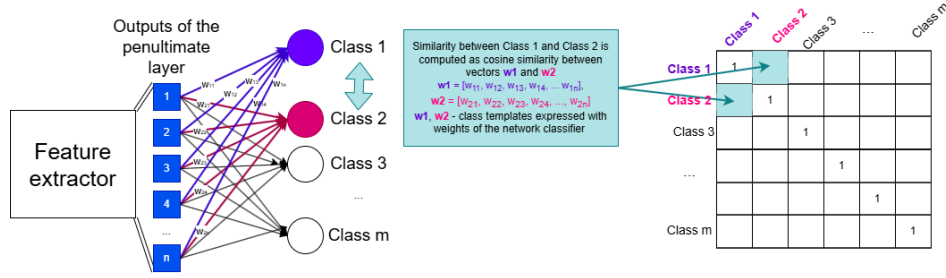 Outputs of the
penultimate
layer
Feature
extractor
1
2
3
4
n
w11
w12
w13
w14
w1n
w21
w22
w23
w24
w2n
Class 1
Class 2
Class 3
...
Class m
Similarity between Class 1 and Class 2 is
computed as cosine similarity between
vectors w1 and w2
w1 = [w11, w12, w13, w14, ... w1n],
w2 = [w21, w22, w23, w24, ..., w2n]
w1, w2 - class templates expressed with
weights of the network classifier
Class 1
Class 2
Class 3
...
Class m
Class 1
Class 2
Class 3
...
Class m
1
1
1
1
1
1